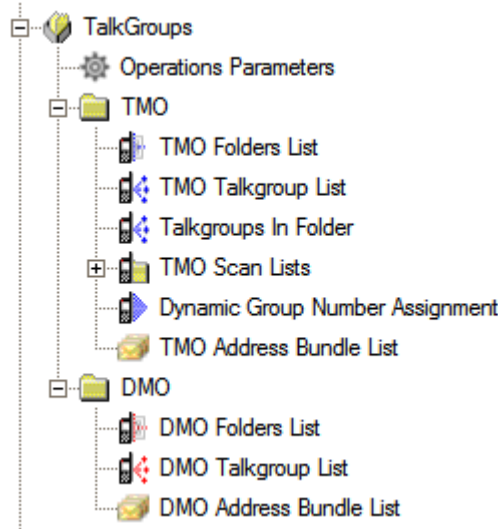 TalkGroups
Operations Parameters
TMO
TMO Folders List
TMO Talkgroup List
Talkgroups In Folder
TMO Scan Lists
Dynamic Group Number Assignment
TMO Address Bundle List
DMO
DMO Folders List
DMO Talkgroup List
DMO Address Bundle List